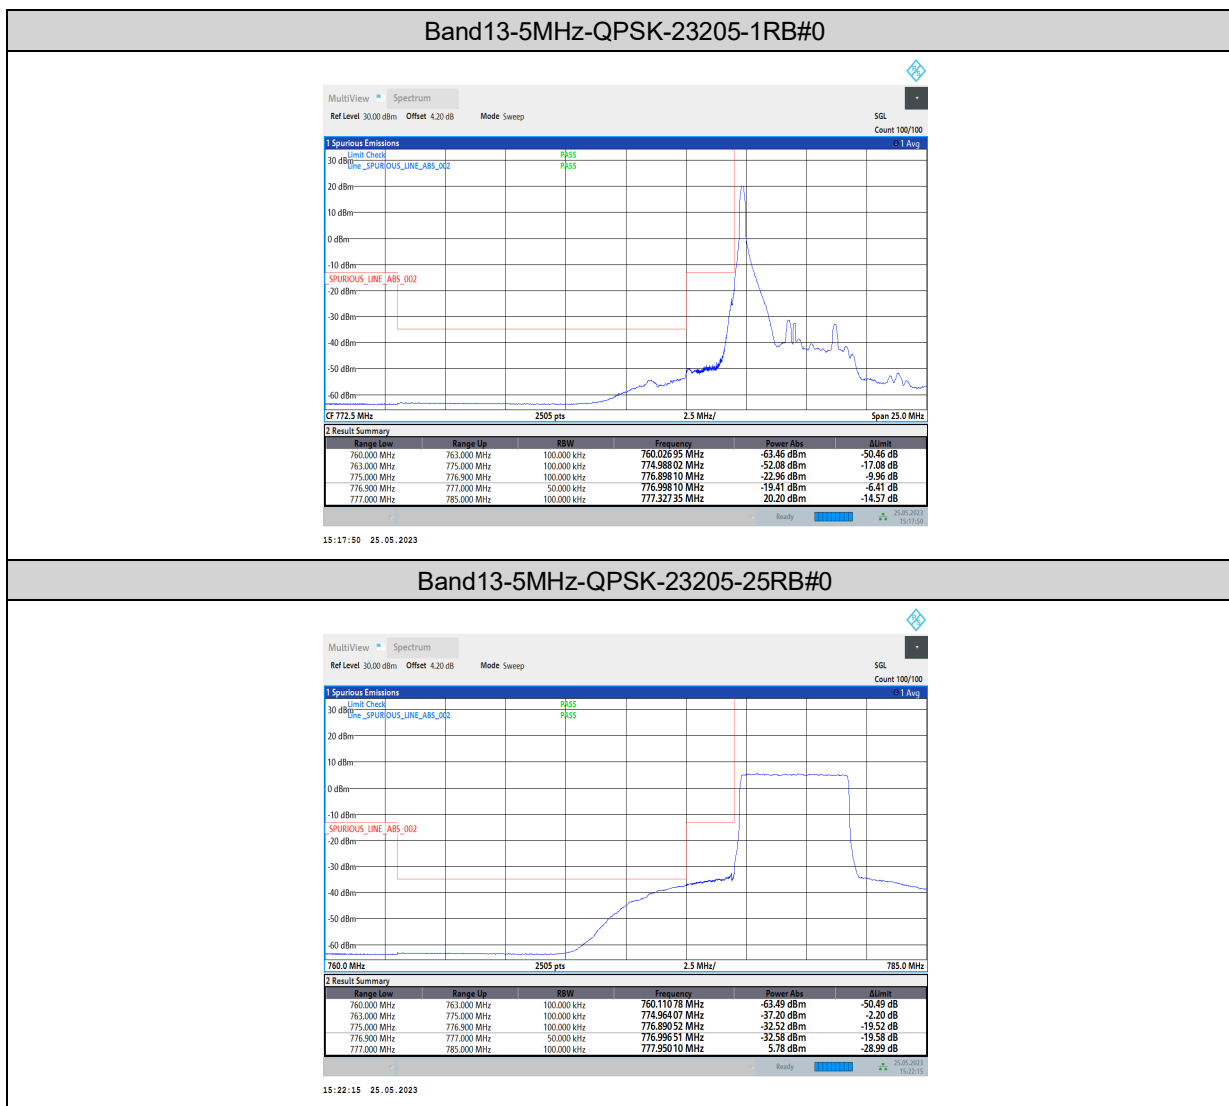 Band13-5MHz-QPSK-23205-1RB#0
MultiView Spectrum
Ref Level 30.00 dBm Offset 4.20 dB Mode Sweep SGL
Count 100/100
1 Spurious Emissions 1 Avg
Limit Check PASS
30 dBm
Line _SPURIOUS_LINE_ABS_002 PASS
20 dBm
10 dBm
0 dBm
-10 dBm
_SPURIOUS_LINE_ABS_002
-20 dBm
-30 dBm
-40 dBm
-50 dBm
-60 dBm
CF 772.5 MHz 2505 pts 2.5 MHz/ Span 25.0 MHz
2 Result Summary
Range Low Range Up RBW Frequency Power Abs ΔLimit
760.000 MHz 763.000 MHz 100.000 kHz 760.02695 MHz -63.46 dBm -50.46 dB
763.000 MHz 775.000 MHz 100.000 kHz 774.98802 MHz -52.08 dBm -17.08 dB
775.000 MHz 776.900 MHz 100.000 kHz 776.89810 MHz -22.96 dBm -9.96 dB
776.900 MHz 777.000 MHz 50.000 kHz 776.99810 MHz -19.41 dBm -6.41 dB
777.000 MHz 785.000 MHz 100.000 kHz 777.32735 MHz 20.20 dBm -14.57 dB
Ready 25.05.2023
15:17:50
15:17:50 25.05.2023
Band13-5MHz-QPSK-23205-25RB#0
MultiView Spectrum
Ref Level 30.00 dBm Offset 4.20 dB Mode Sweep SGL
Count 100/100
1 Spurious Emissions 1 Avg
Limit Check PASS
30 dBm
Line _SPURIOUS_LINE_ABS_002 PASS
20 dBm
10 dBm
0 dBm
-10 dBm
_SPURIOUS_LINE_ABS_002
-20 dBm
-30 dBm
-40 dBm
-50 dBm
-60 dBm
760.0 MHz 2505 pts 2.5 MHz/ 785.0 MHz
2 Result Summary
Range Low Range Up RBW Frequency Power Abs ΔLimit
760.000 MHz 763.000 MHz 100.000 kHz 760.11078 MHz -63.49 dBm -50.49 dB
763.000 MHz 775.000 MHz 100.000 kHz 774.96407 MHz -37.20 dBm -2.20 dB
775.000 MHz 776.900 MHz 100.000 kHz 776.89052 MHz -32.52 dBm -19.52 dB
776.900 MHz 777.000 MHz 50.000 kHz 776.99651 MHz -32.58 dBm -19.58 dB
777.000 MHz 785.000 MHz 100.000 kHz 777.95010 MHz 5.78 dBm -28.99 dB
Ready 25.05.2023
15:22:15
15:22:15 25.05.2023